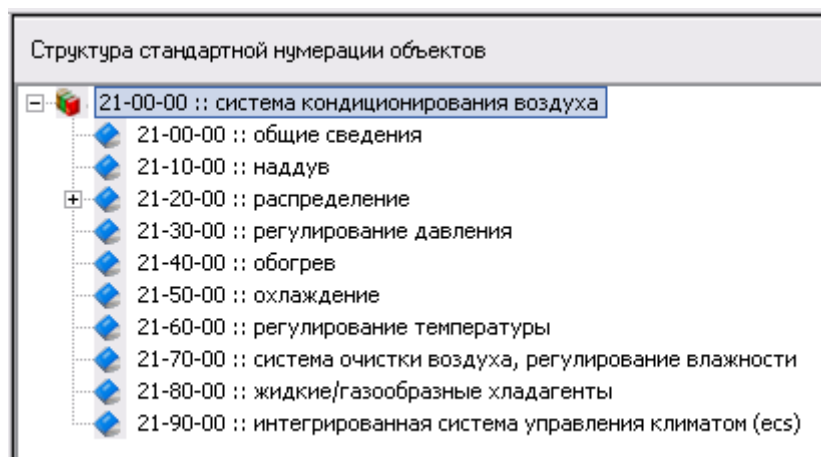 Структура стандартной нумерации объектов
21-00-00 :: система кондиционирования воздуха
21-00-00 :: общие сведения
21-10-00 :: наддув
21-20-00 :: распределение
21-30-00 :: регулирование давления
21-40-00 :: обогрев
21-50-00 :: охлаждение
21-60-00 :: регулирование температуры
21-70-00 :: система очистки воздуха, регулирование влажности
21-80-00 :: жидкие/газообразные хладагенты
21-90-00 :: интегрированная система управления климатом (ecs)